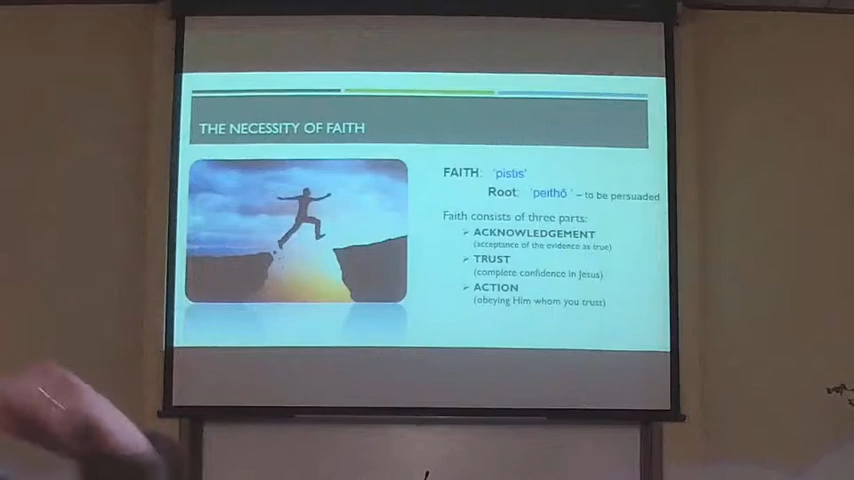 THE NECESSITY OF FAITH
FAITH: 'pistis'
Root: 'peithō' – to be persuaded
Faith consists of three parts:
➢ ACKNOWLEDGEMENT
(acceptance of the evidence as true)
➢ TRUST
(complete confidence in Jesus)
➢ ACTION
(obeying Him whom you trust)